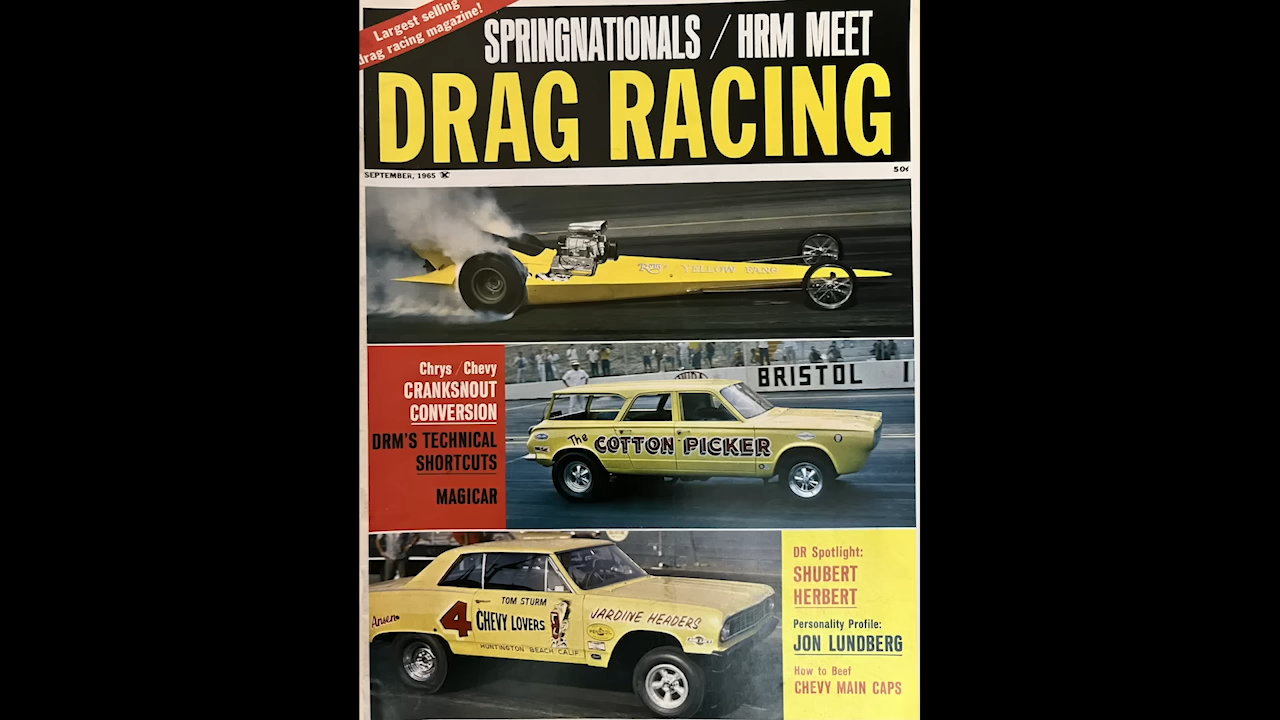 Largest selling
drag racing magazine!
SPRINGNATIONALS / HRM MEET
DRAG RACING
SEPTEMBER, 1965
50¢
YELLOW FANG
Chrys / Chevy
CRANKSNOUT
CONVERSION
DRM'S TECHNICAL
SHORTCUTS
MAGICAR
BRISTOL
The COTTON PICKER
TOM STURM
4 CHEVY LOVERS
JARDINE HEADERS
Ansen
HUNTINGTON BEACH, CALIF
DR Spotlight:
SHUBERT
HERBERT
Personality Profile:
JON LUNDBERG
How to Beef
CHEVY MAIN CAPS